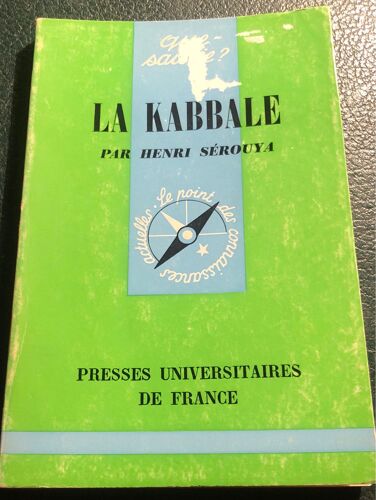 que-
sais-je?
LA KABBALE
PAR HENRI SÉROUYA
Le point des connaissances actuelles.
PRESSES UNIVERSITAIRES
DE FRANCE